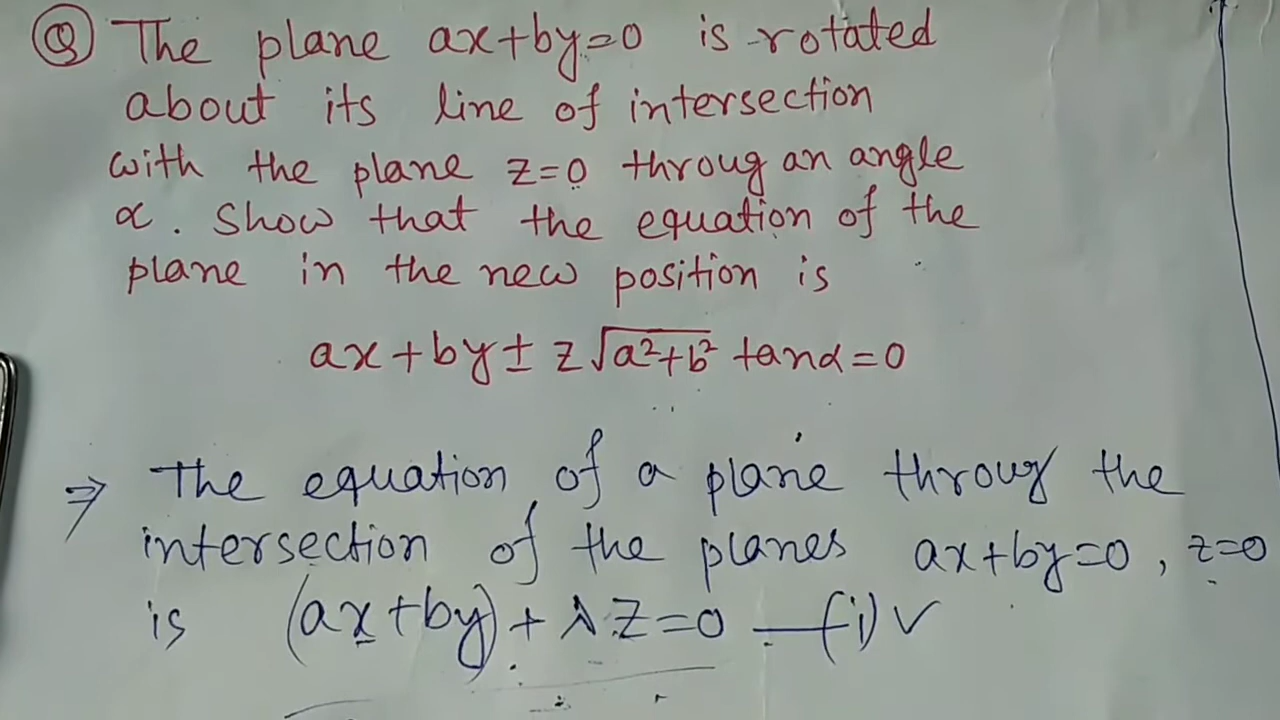 Q The plane ax+by=0 is rotated
about its line of intersection
with the plane z=0 throug an angle
α. Show that the equation of the
plane in the new position is
ax+by± z√a²+b² tanα=0
⇒ The equation of a plane throug the
intersection of the planes ax+by=0, z=0
is (ax+by)+λ.z=0 —(i) ✓